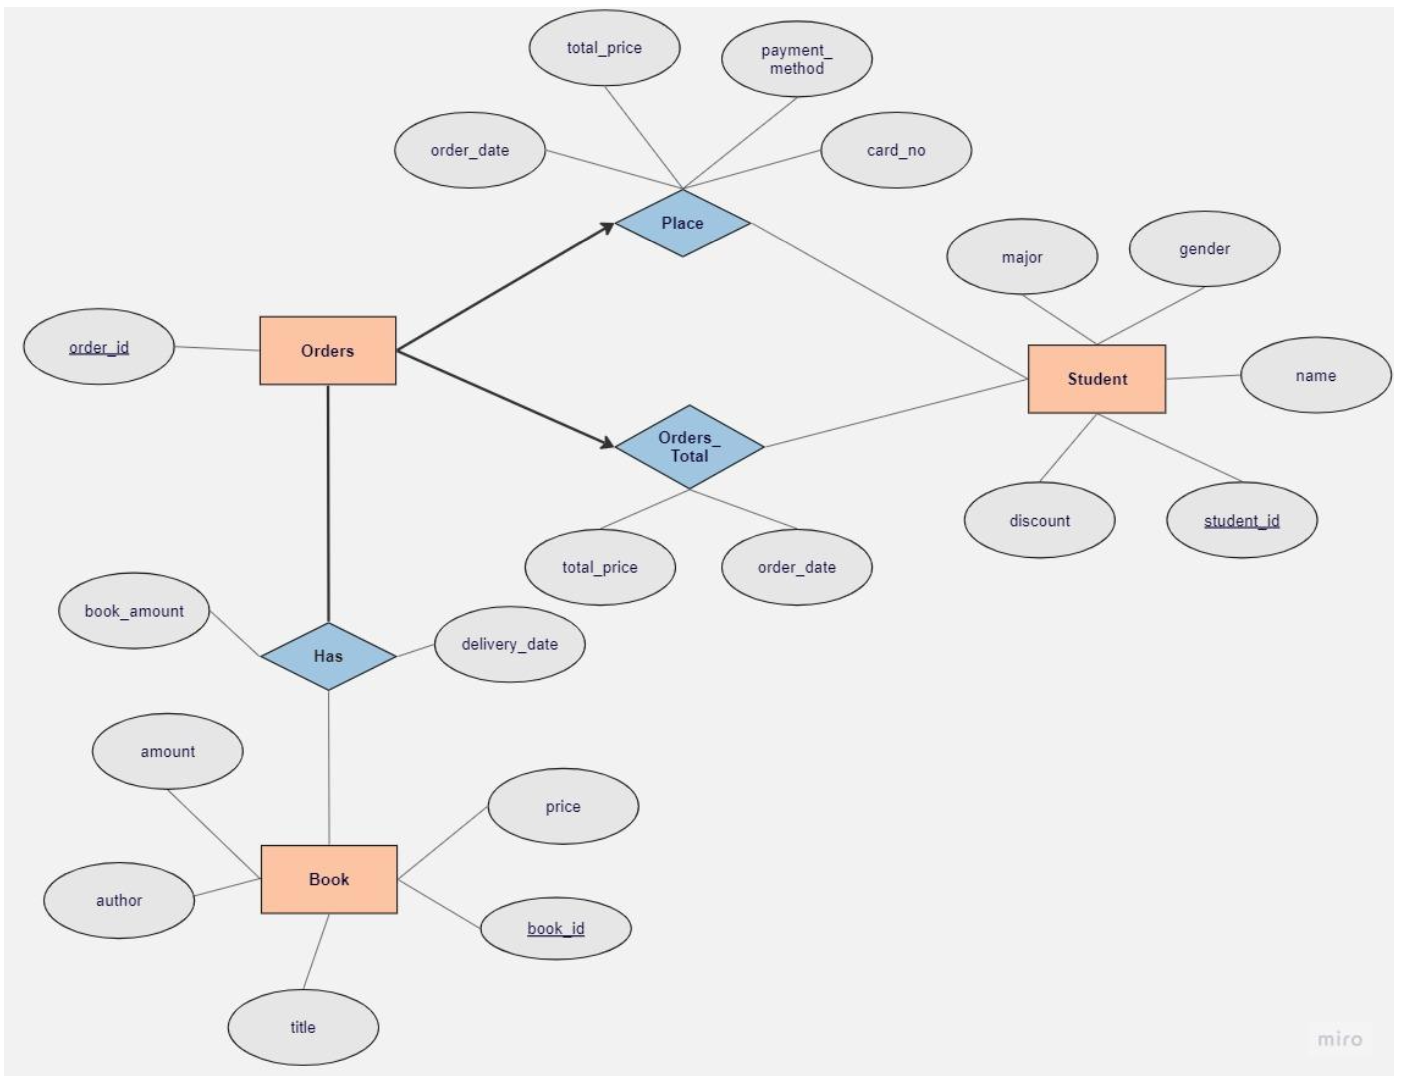 total_price
payment_
method
order_date
card_no
Place
major
gender
order_id
Orders
Student
name
Orders_
Total
discount
student_id
total_price
order_date
book_amount
delivery_date
Has
amount
price
author
Book
book_id
title
miro